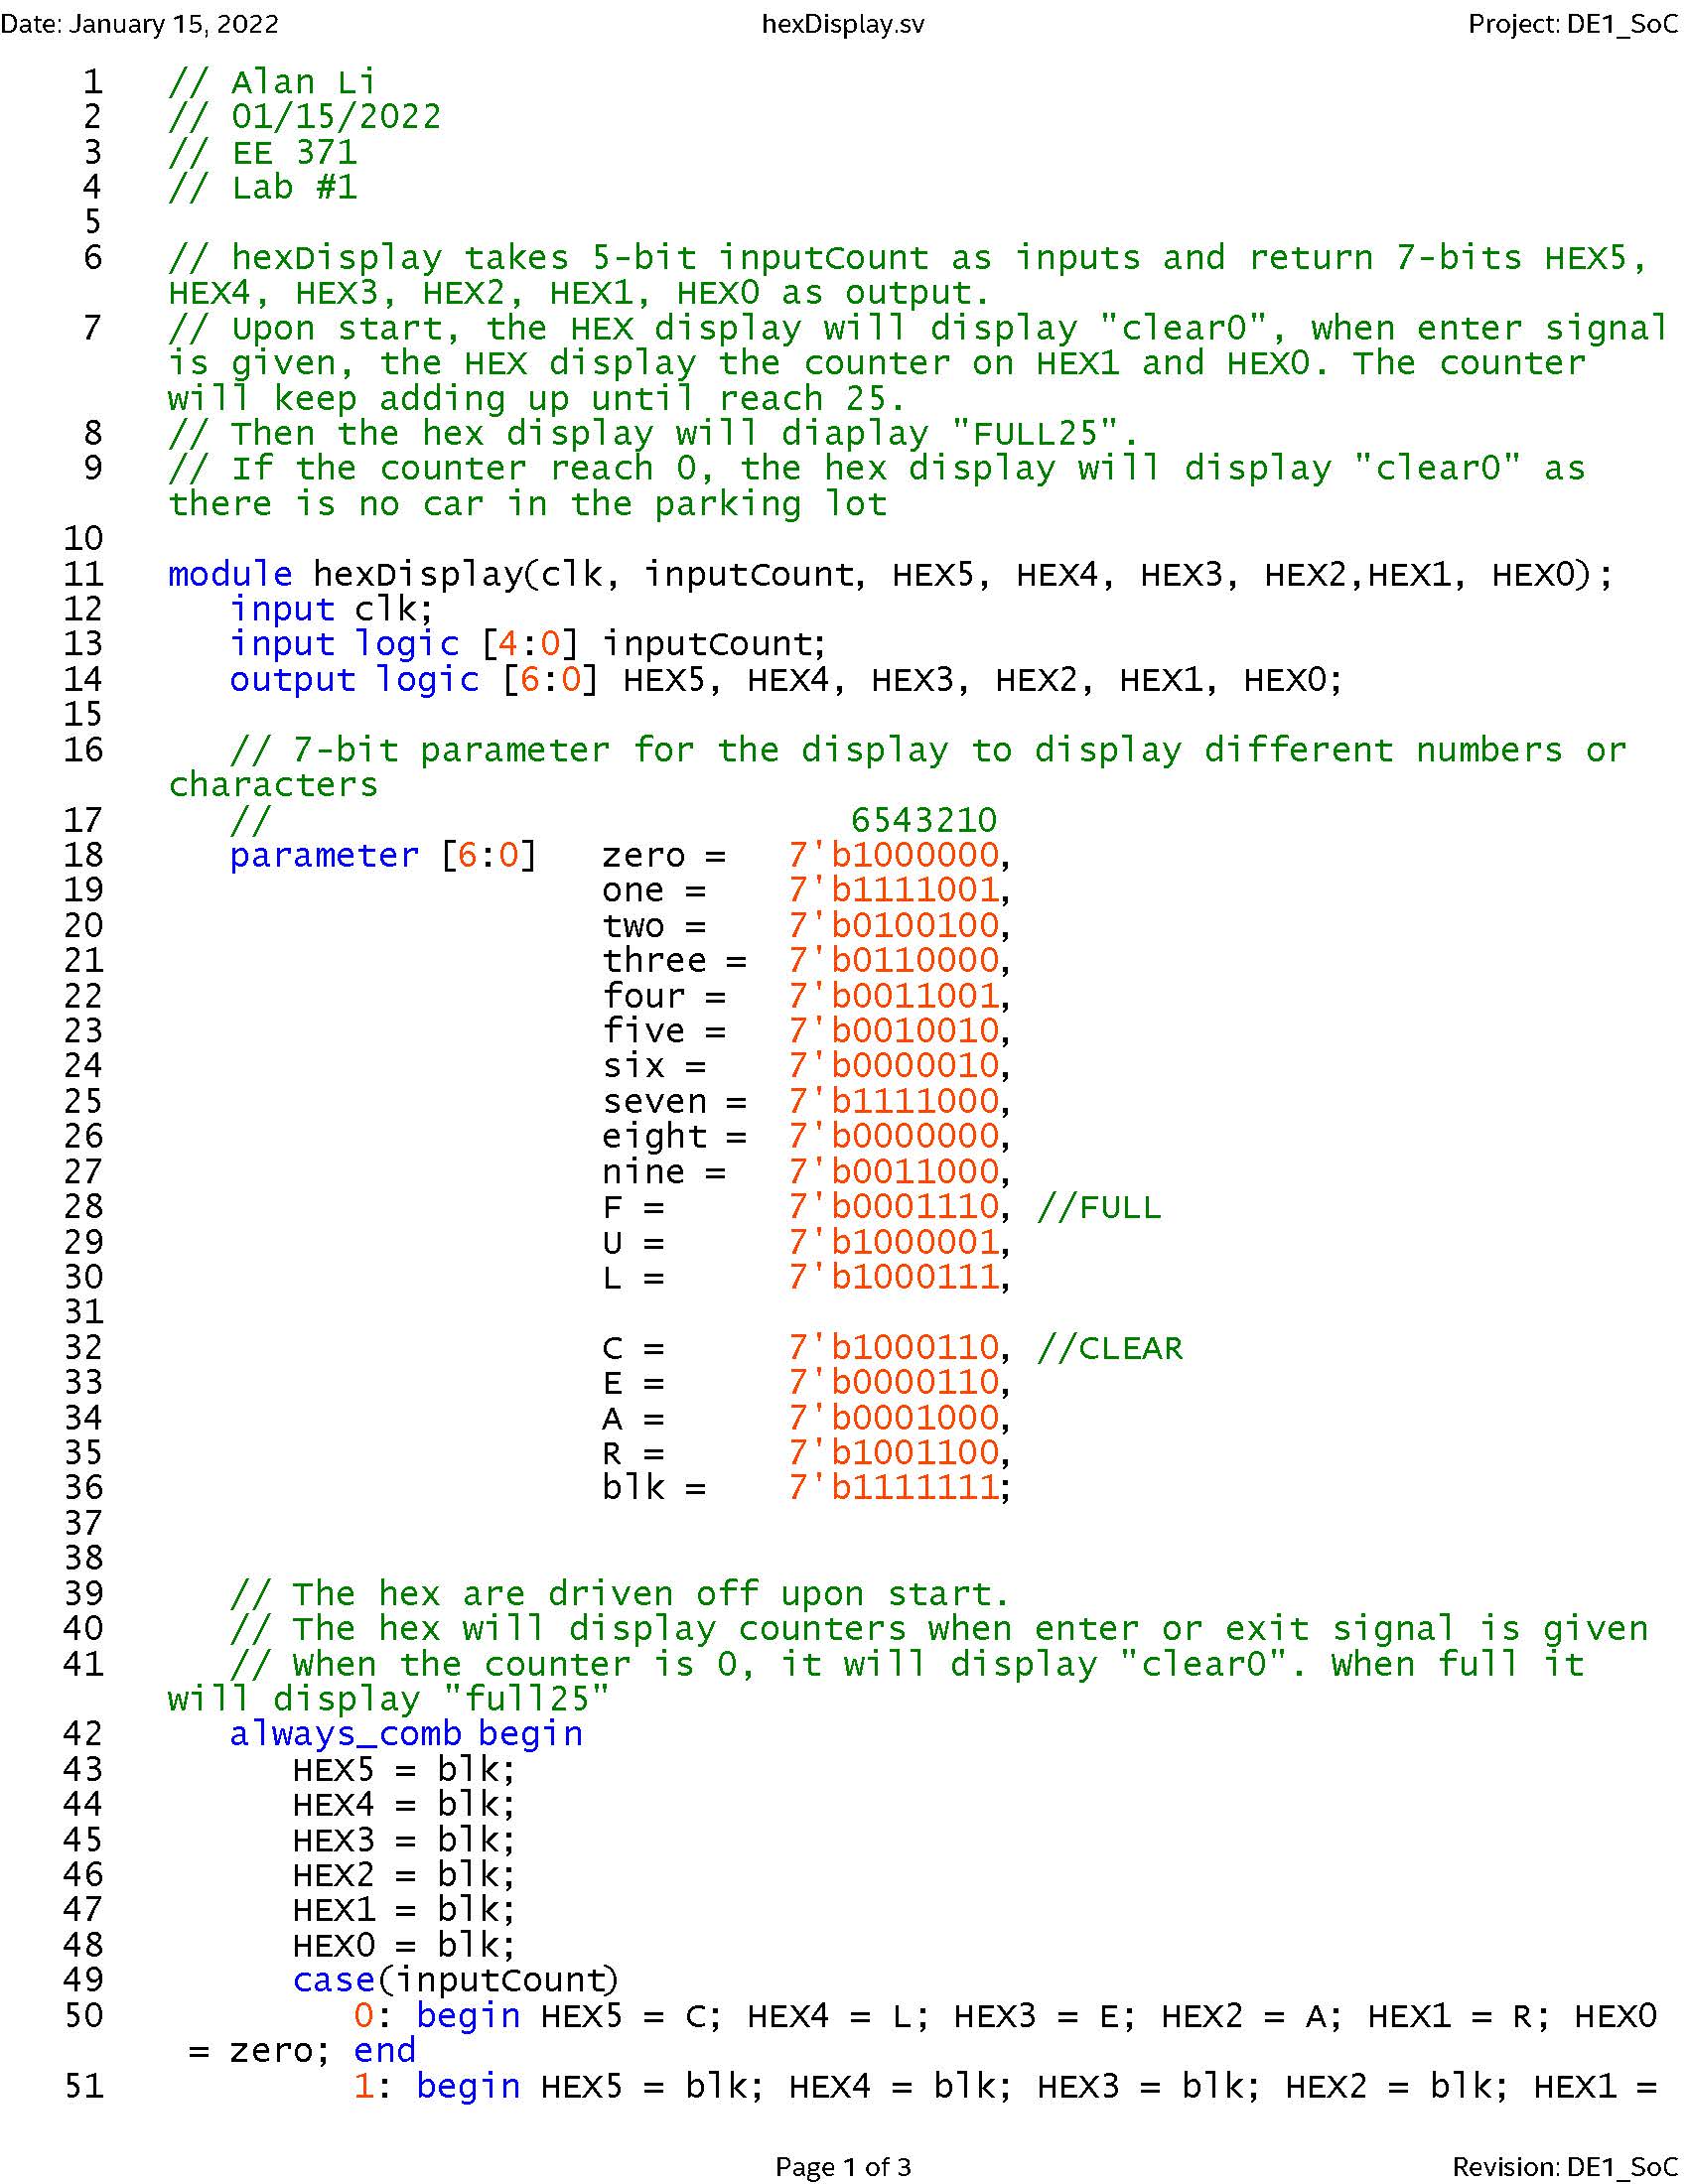 Date: January 15, 2022 hexDisplay.sv Project: DE1_SoC
1 // Alan Li
2 // 01/15/2022
3 // EE 371
4 // Lab #1
5
6 // hexDisplay takes 5-bit inputCount as inputs and return 7-bits HEX5,
HEX4, HEX3, HEX2, HEX1, HEX0 as output.
7 // Upon start, the HEX display will display "clear0", when enter signal
is given, the HEX display the counter on HEX1 and HEX0. The counter
will keep adding up until reach 25.
8 // Then the hex display will diaplay "FULL25".
9 // If the counter reach 0, the hex display will display "clear0" as
there is no car in the parking lot
10
11 module hexDisplay(clk, inputCount, HEX5, HEX4, HEX3, HEX2,HEX1, HEX0);
12 input clk;
13 input logic [4:0] inputCount;
14 output logic [6:0] HEX5, HEX4, HEX3, HEX2, HEX1, HEX0;
15
16 // 7-bit parameter for the display to display different numbers or
characters
17 // 6543210
18 parameter [6:0] zero = 7'b1000000,
19 one = 7'b1111001,
20 two = 7'b0100100,
21 three = 7'b0110000,
22 four = 7'b0011001,
23 five = 7'b0010010,
24 six = 7'b0000010,
25 seven = 7'b1111000,
26 eight = 7'b0000000,
27 nine = 7'b0011000,
28 F = 7'b0001110, //FULL
29 U = 7'b1000001,
30 L = 7'b1000111,
31
32 C = 7'b1000110, //CLEAR
33 E = 7'b0000110,
34 A = 7'b0001000,
35 R = 7'b1001100,
36 blk = 7'b1111111;
37
38
39 // The hex are driven off upon start.
40 // The hex will display counters when enter or exit signal is given
41 // When the counter is 0, it will display "clear0". When full it
will display "full25"
42 always_comb begin
43 HEX5 = blk;
44 HEX4 = blk;
45 HEX3 = blk;
46 HEX2 = blk;
47 HEX1 = blk;
48 HEX0 = blk;
49 case(inputCount)
50 0: begin HEX5 = C; HEX4 = L; HEX3 = E; HEX2 = A; HEX1 = R; HEX0
= zero; end
51 1: begin HEX5 = blk; HEX4 = blk; HEX3 = blk; HEX2 = blk; HEX1 =
Page 1 of 3 Revision: DE1_SoC